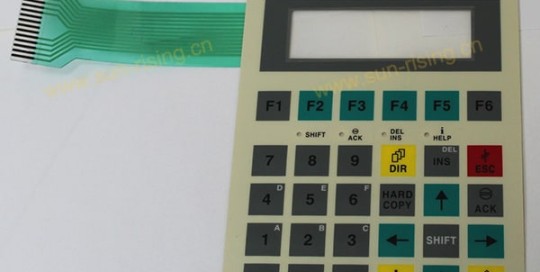 www.sun-rising.cn
www.sun-rising.cn
F1 F2 F3 F4 F5 F6
SHIFT ACK DEL INS i HELP
7 8 9 DIR DEL INS ESC
D 4 E 5 F 6 HARD COPY ↑ ACK
A 1 B 2 C 3 ← SHIFT →